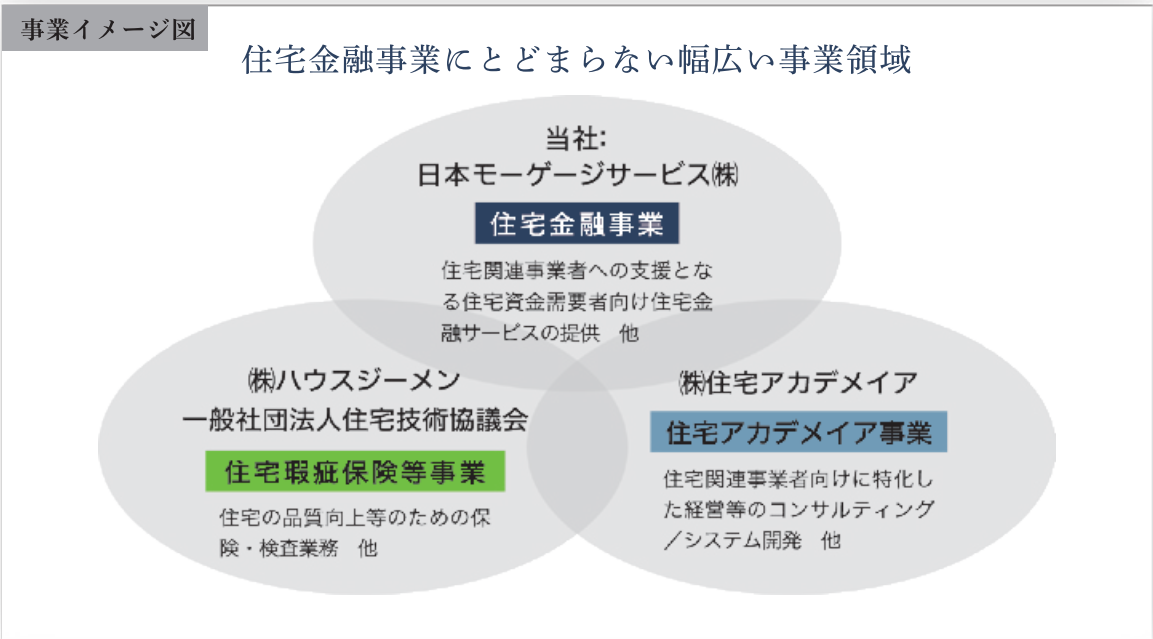 事業イメージ図
住宅金融事業にとどまらない幅広い事業領域
当社:
日本モーゲージサービス㈱
住宅金融事業
住宅関連事業者への支援とな
る住宅資金需要者向け住宅金
融サービスの提供　他
㈱ハウスジーメン
一般社団法人住宅技術協議会
住宅瑕疵保険等事業
住宅の品質向上等のための保
険・検査業務　他
㈱住宅アカデメイア
住宅アカデメイア事業
住宅関連事業者向けに特化し
た経営等のコンサルティング
／システム開発　他